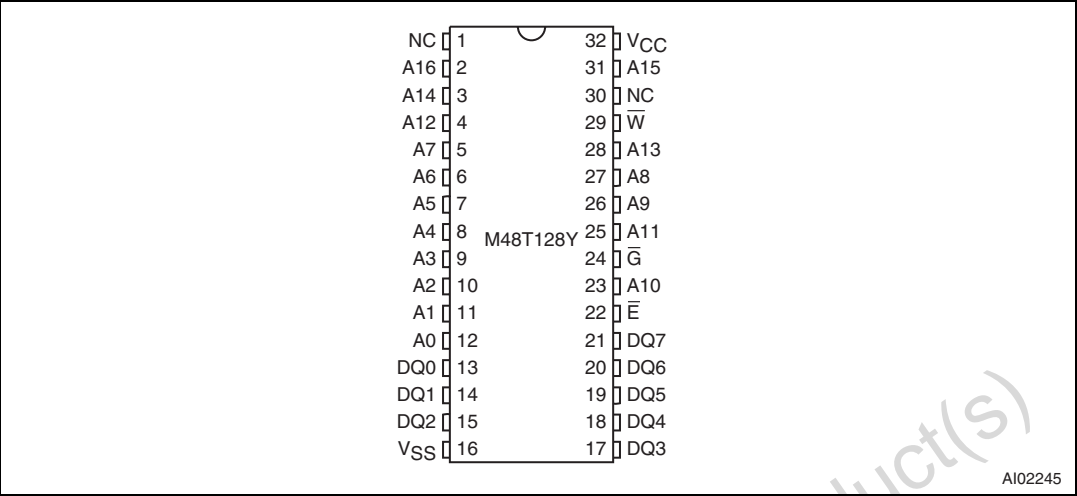 NC 1 32 VCC
A16 2 31 A15
A14 3 30 NC
A12 4 29 W̅
A7 5 28 A13
A6 6 27 A8
A5 7 26 A9
A4 8 M48T128Y 25 A11
A3 9 24 G̅
A2 10 23 A10
A1 11 22 E̅
A0 12 21 DQ7
DQ0 13 20 DQ6
DQ1 14 19 DQ5
DQ2 15 18 DQ4
VSS 16 17 DQ3
AI02245